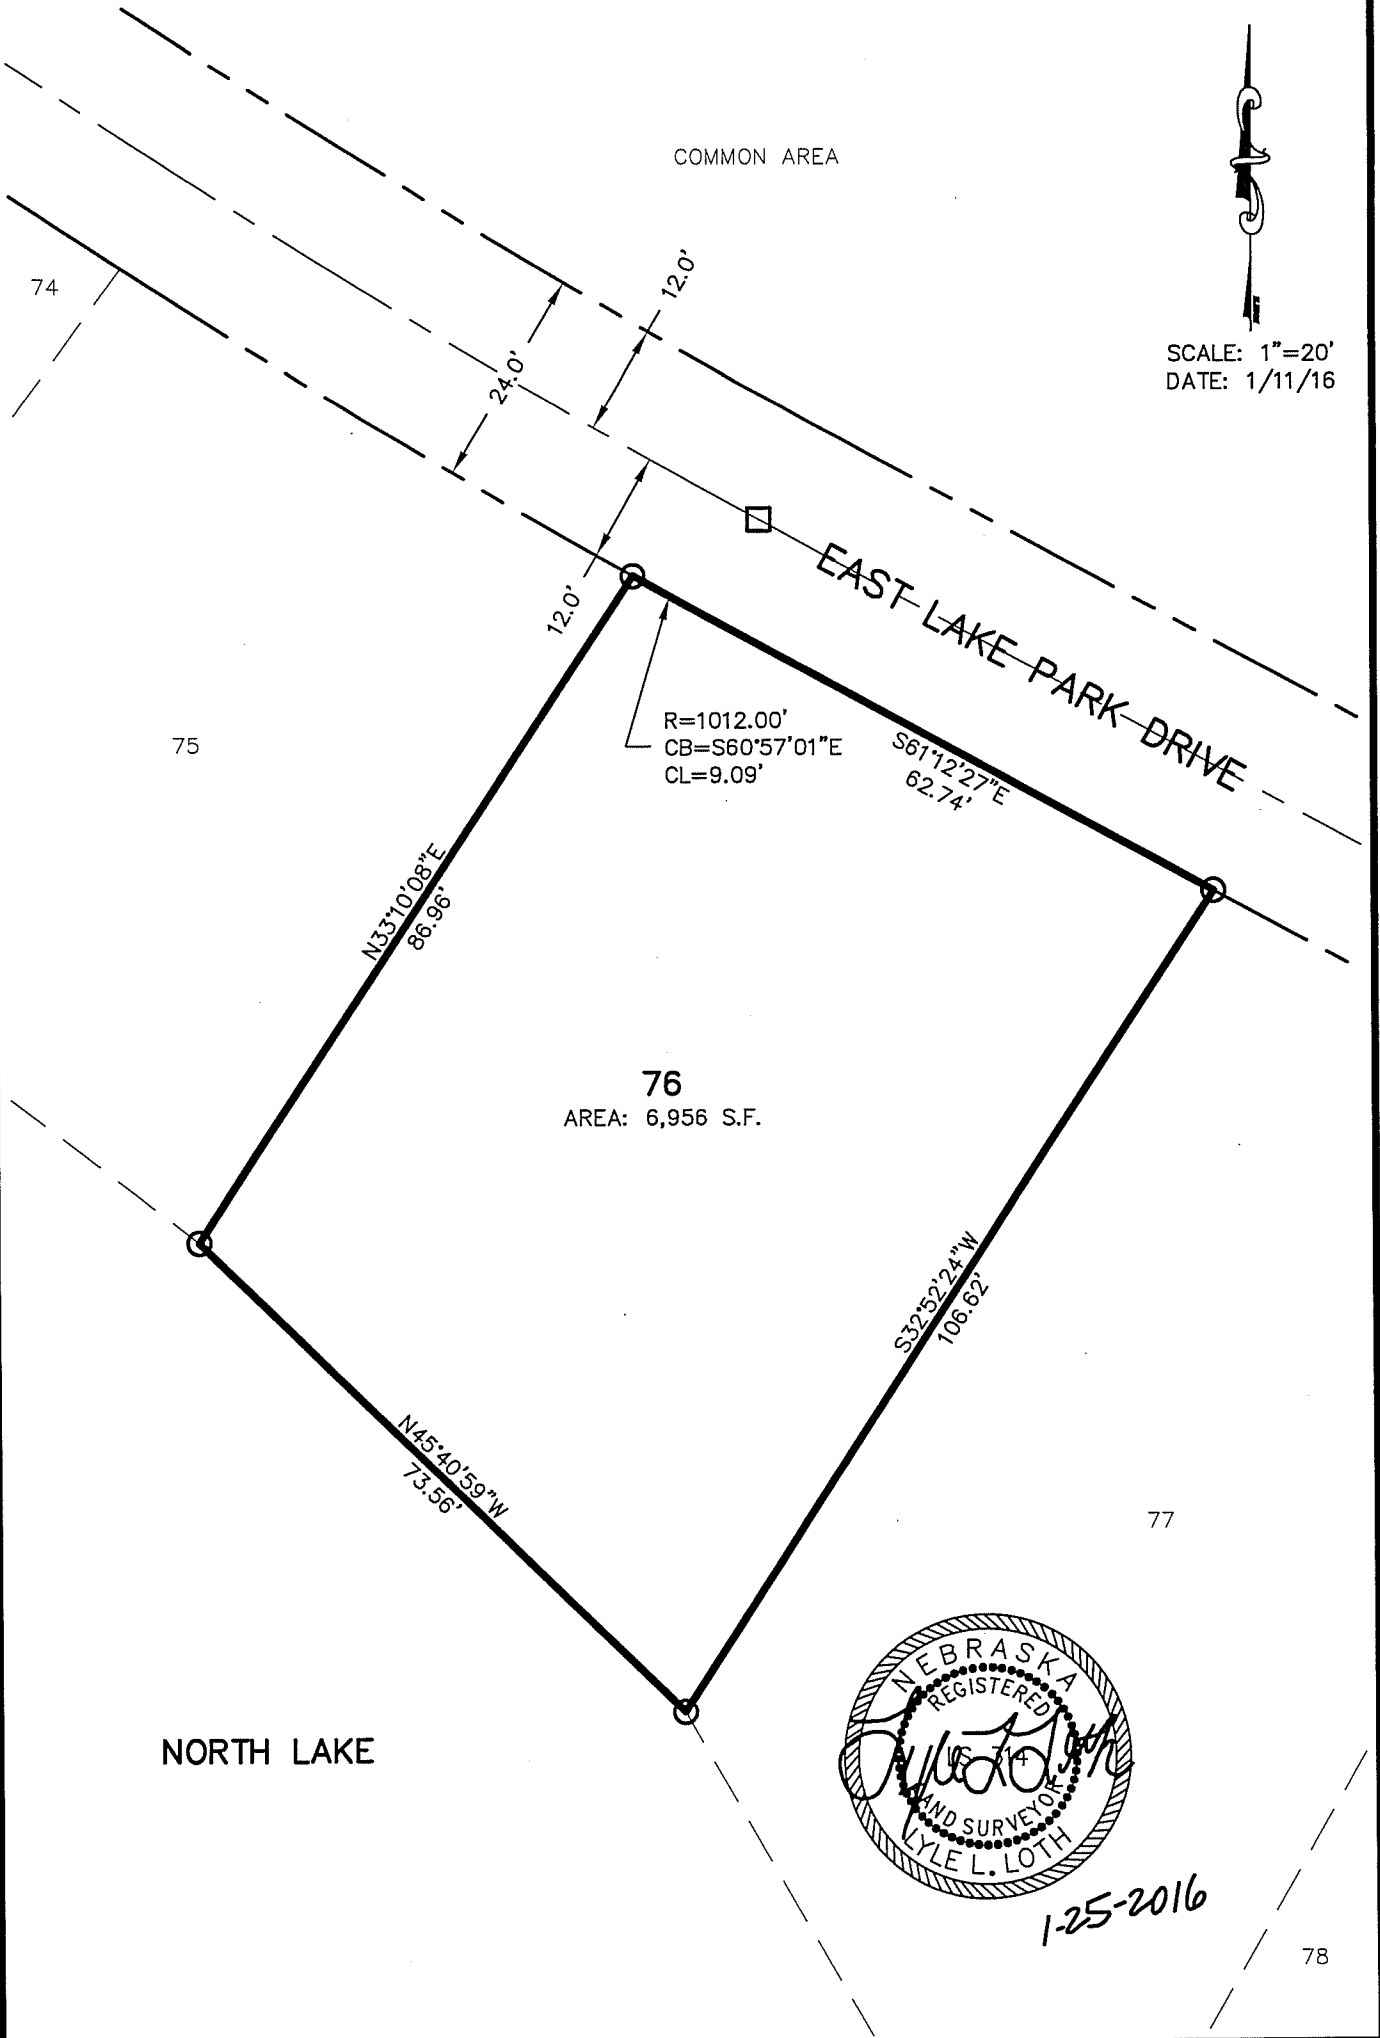 COMMON AREA
74
12.0'
24.0'
SCALE: 1"=20'
DATE: 1/11/16
EAST LAKE PARK DRIVE
12.0'
R=1012.00'
CB=S60°57'01"E
CL=9.09'
S61°12'27"E
62.74'
75
N33°10'08"E
86.96'
76
AREA: 6,956 S.F.
S32°52'24"W
106.62'
N45°40'59"W
73.56'
77
NORTH LAKE
NEBRASKA
REGISTERED
LS 314
LAND SURVEYOR
LYLE L. LOTH
1-25-2016
78